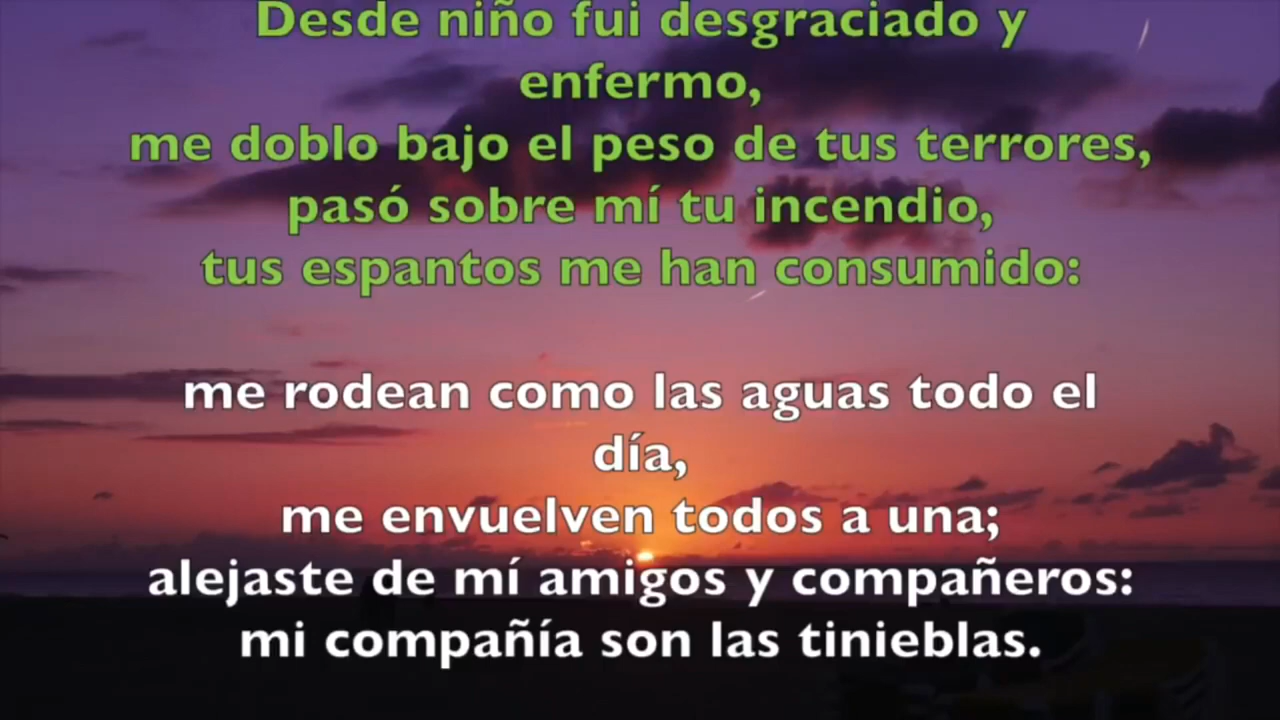 Desde niño fui desgraciado y
enfermo,
me doblo bajo el peso de tus terrores,
pasó sobre mí tu incendio,
tus espantos me han consumido:
me rodean como las aguas todo el
día,
me envuelven todos a una;
alejaste de mí amigos y compañeros:
mi compañía son las tinieblas.